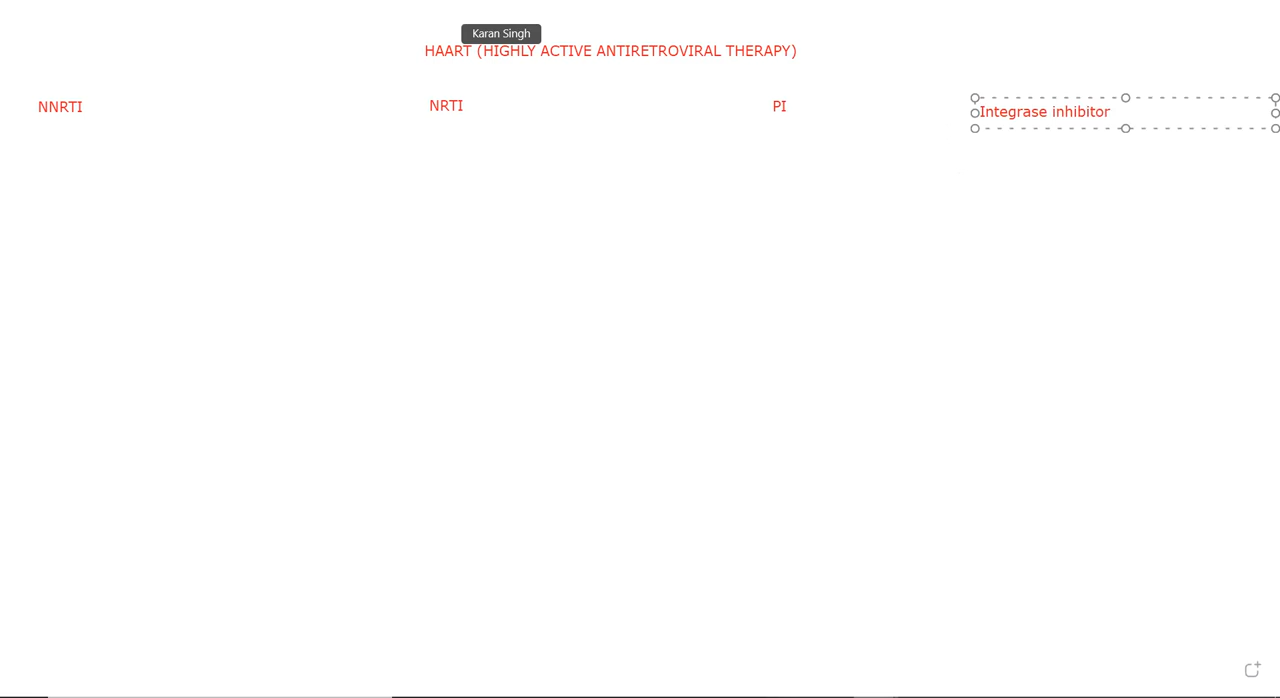 Karan Singh
HAART (HIGHLY ACTIVE ANTIRETROVIRAL THERAPY)
NNRTI
NRTI
PI
Integrase inhibitor